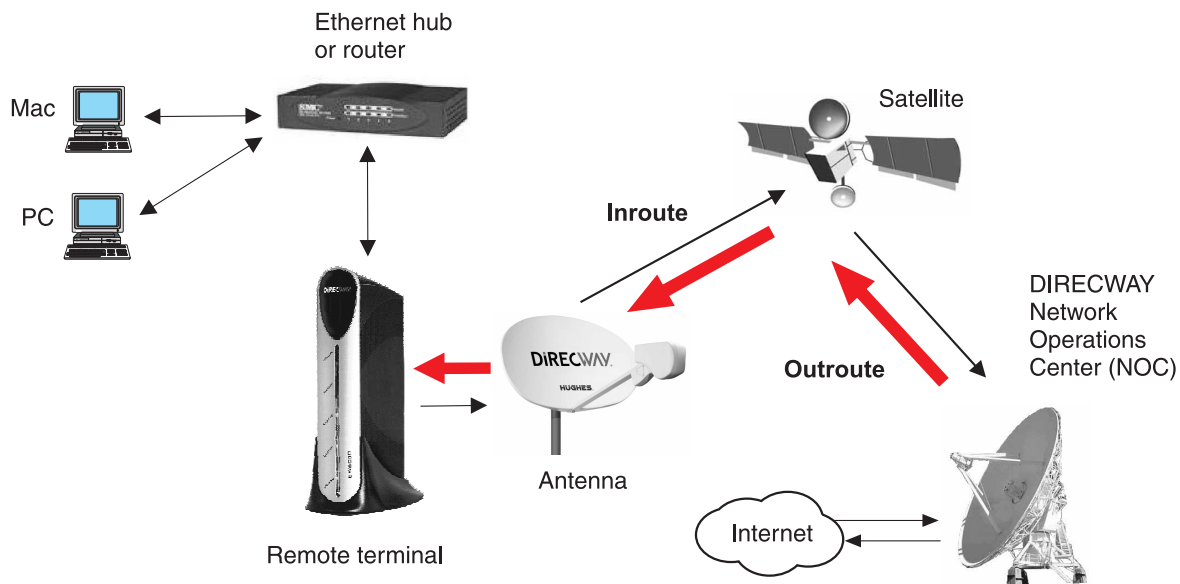 Ethernet hub
or router
Mac
SMC
Satellite
PC
Inroute
DIRECWAY
DIRECWAY
Network
Operations
Center (NOC)
DIRECWAY
HUGHES
Outroute
Antenna
Internet
Remote terminal